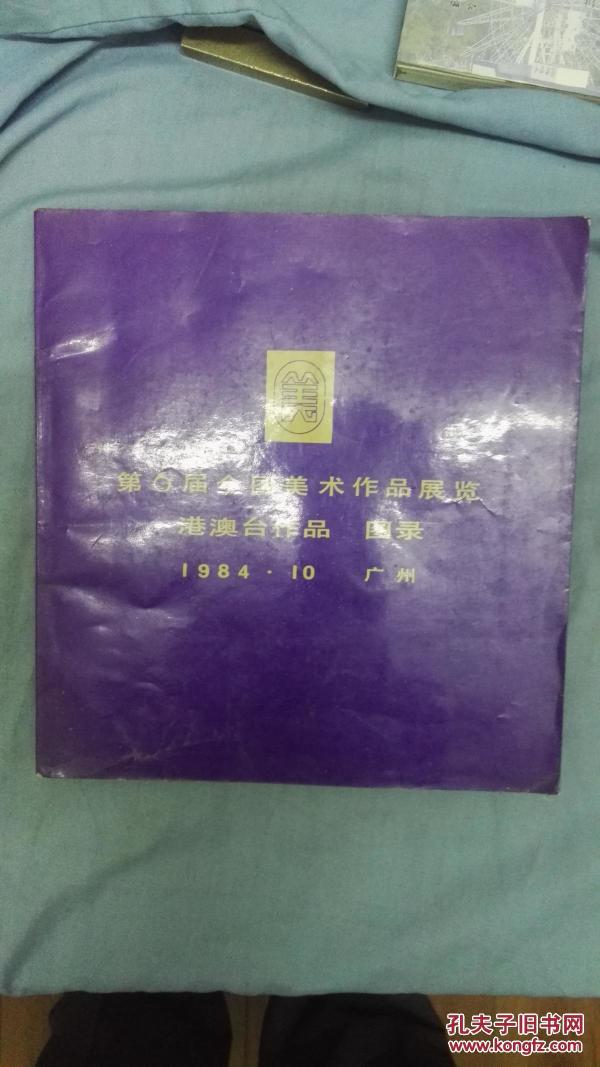 美
第〇届全国美术作品展览
港澳台作品 图录
1984·10 广州
孔夫子旧书网
www.kongfz.com